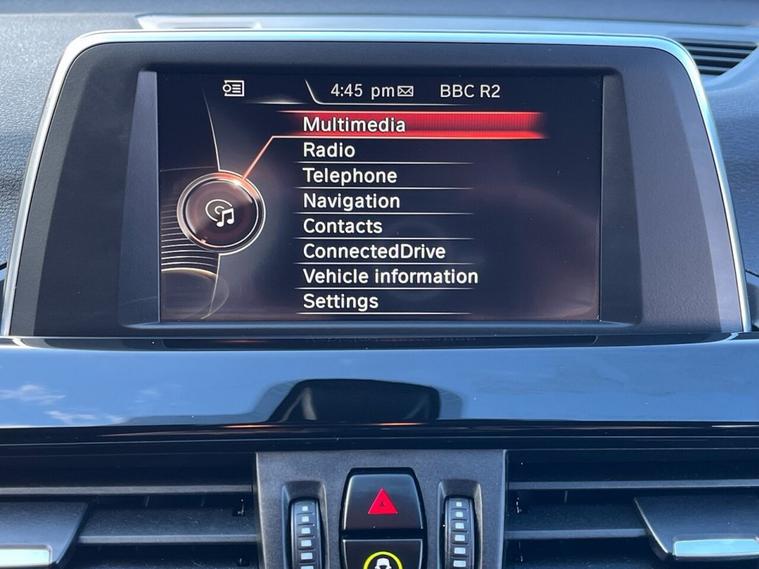 4:45 pm BBC R2
Multimedia
Radio
Telephone
Navigation
Contacts
ConnectedDrive
Vehicle information
Settings